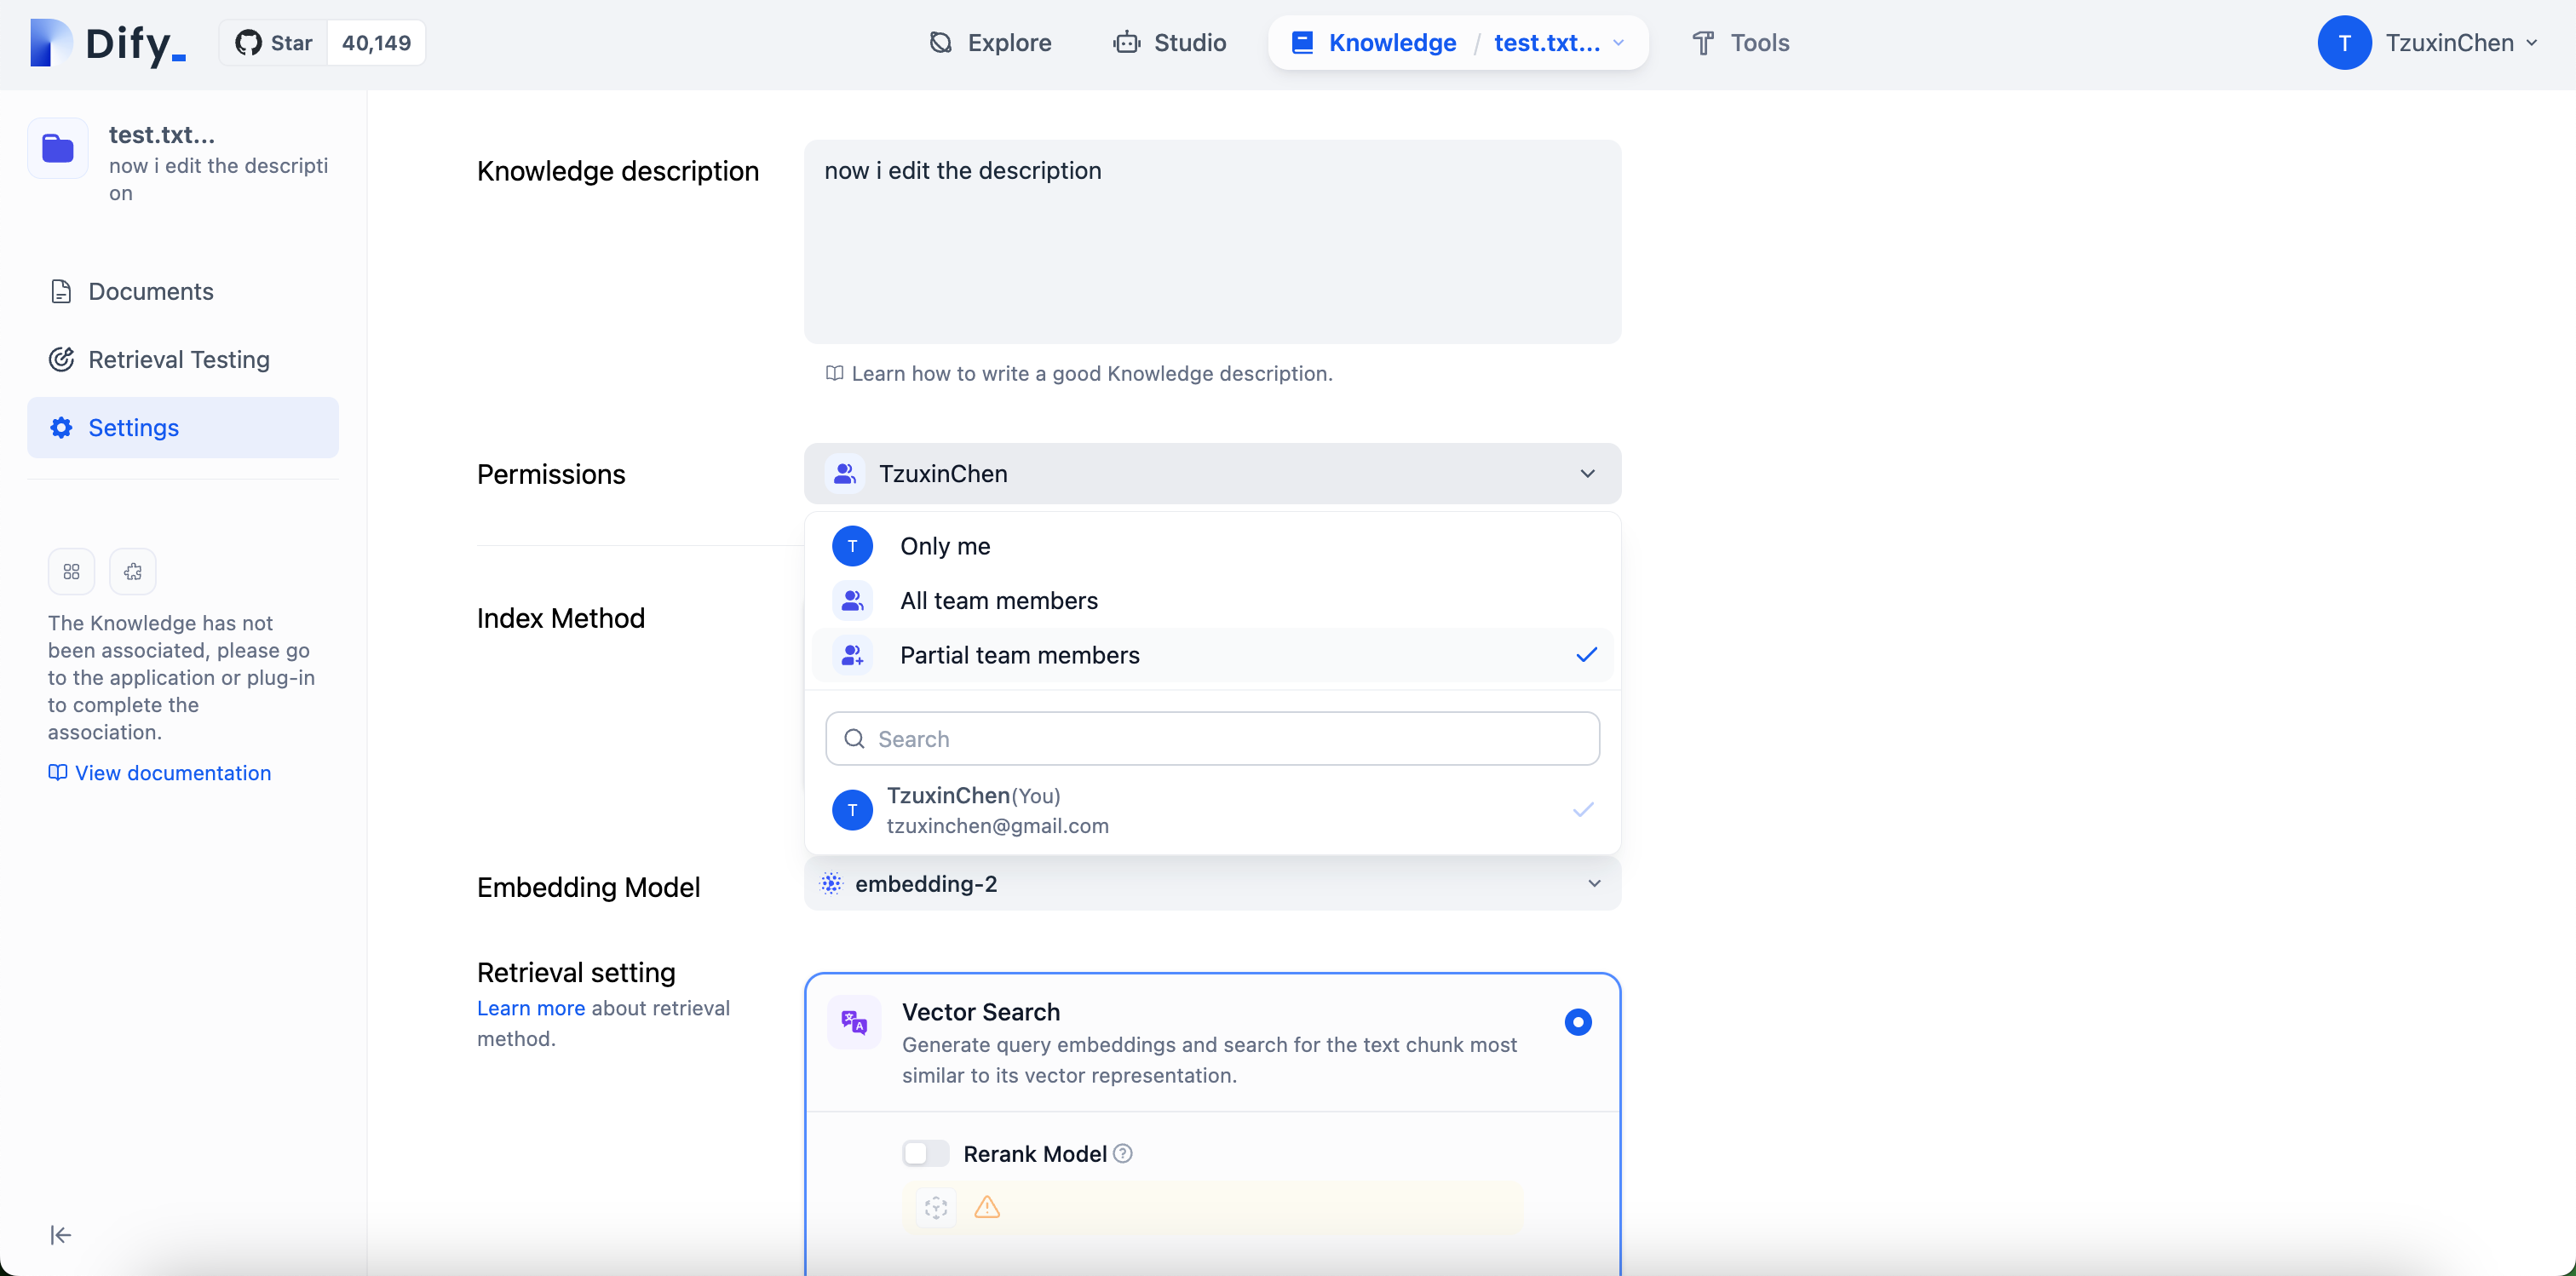 Dify_
Star 40,149
Explore
Studio
Knowledge / test.txt...
Tools
T TzuxinChen
test.txt...
now i edit the descripti
on
Documents
Retrieval Testing
Settings
The Knowledge has not
been associated, please go
to the application or plug-in
to complete the
association.
View documentation
Knowledge description
now i edit the description
Learn how to write a good Knowledge description.
Permissions
TzuxinChen
T Only me
All team members
Partial team members
Search
T TzuxinChen(You)
tzuxinchen@gmail.com
Index Method
Embedding Model
embedding-2
Retrieval setting
Learn more about retrieval
method.
Vector Search
Generate query embeddings and search for the text chunk most
similar to its vector representation.
Rerank Model